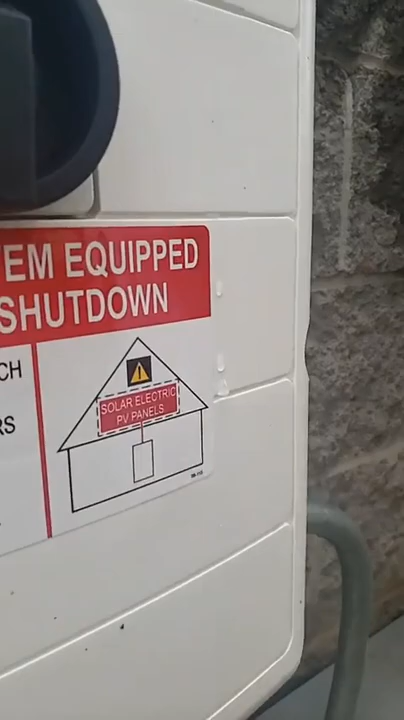 EM EQUIPPED
SHUTDOWN
CH
RS
SOLAR ELECTRIC
PV PANELS